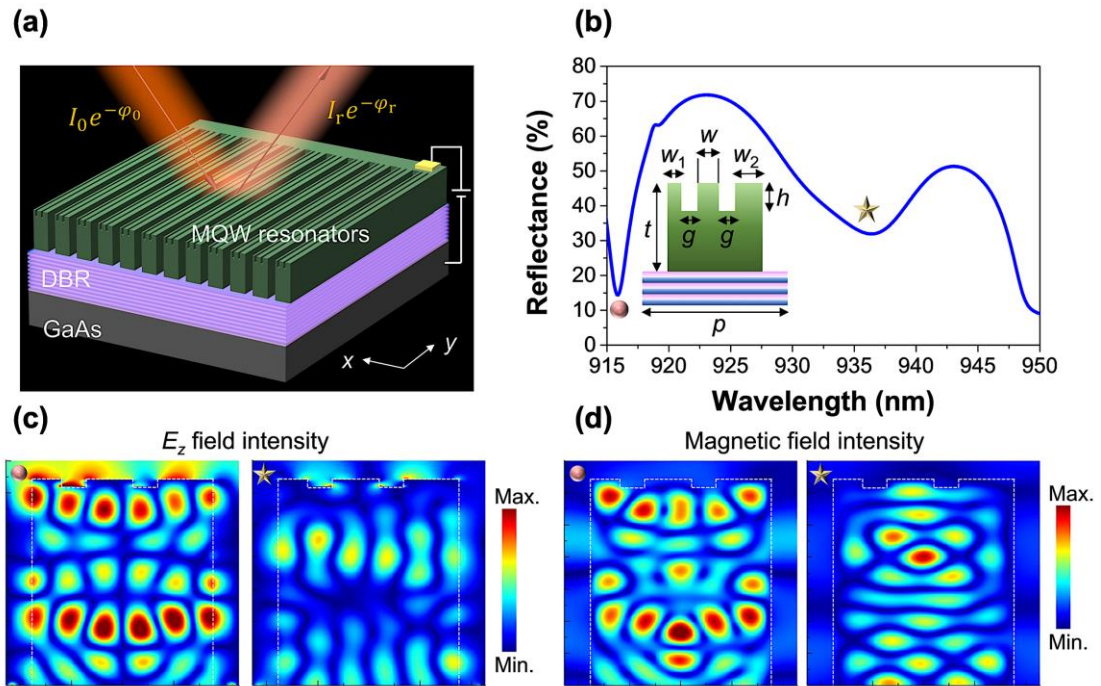 (a)
I₀e^−φ₀
Iᵣe^−φᵣ
MQW resonators
DBR
GaAs
x
y
(b)
Reflectance (%)
80
70
60
50
40
30
20
10
0
w
w₁
w₂
h
t
g
g
p
915
920
925
930
935
940
945
950
Wavelength (nm)
(c)
E_z field intensity
Max.
Min.
(d)
Magnetic field intensity
Max.
Min.